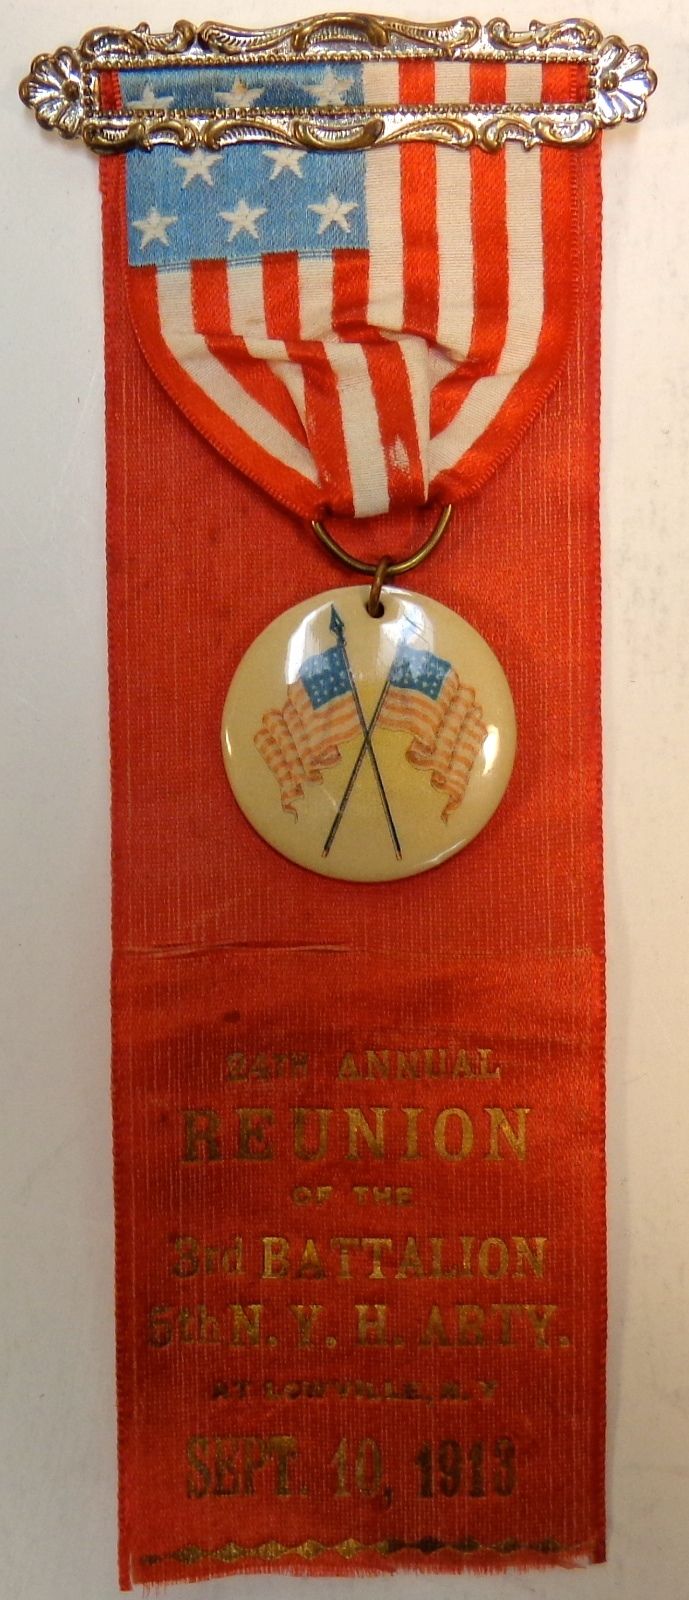 24TH ANNUAL
REUNION
OF THE
3rd BATTALION
5th N. Y. H. ARTY.
AT LOWVILLE, N. Y
SEPT. 10, 1913